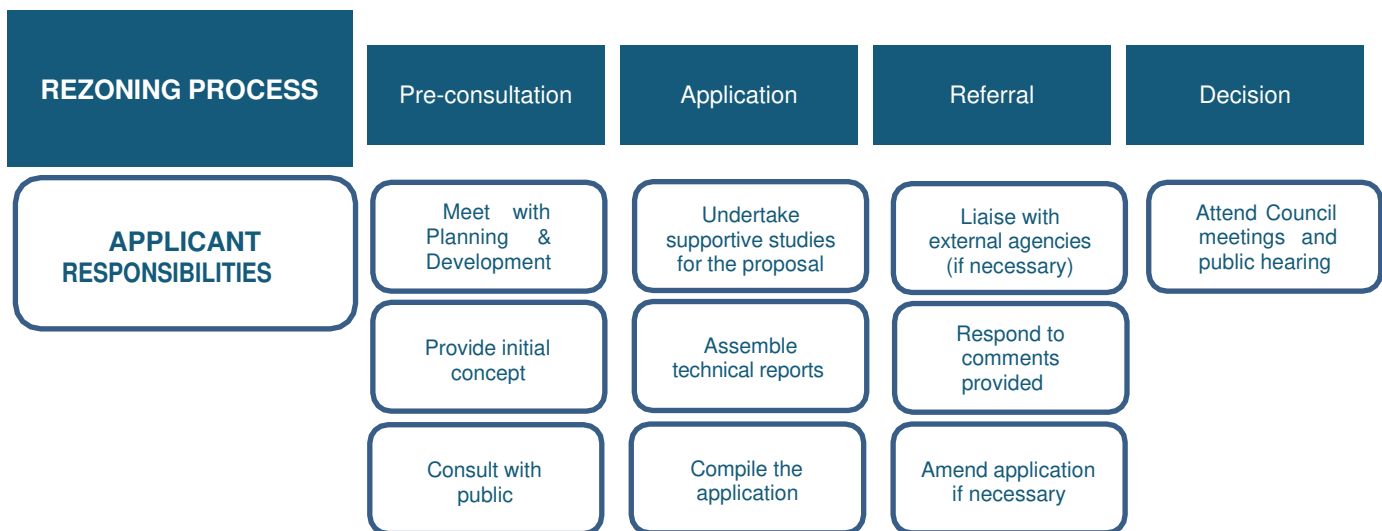 REZONING PROCESS
Pre-consultation
Application
Referral
Decision
APPLICANT
RESPONSIBILITIES
Meet with
Planning &
Development
Undertake
supportive studies
for the proposal
Liaise with
external agencies
(if necessary)
Attend Council
meetings and
public hearing
Provide initial
concept
Assemble
technical reports
Respond to
comments
provided
Consult with
public
Compile the
application
Amend application
if necessary